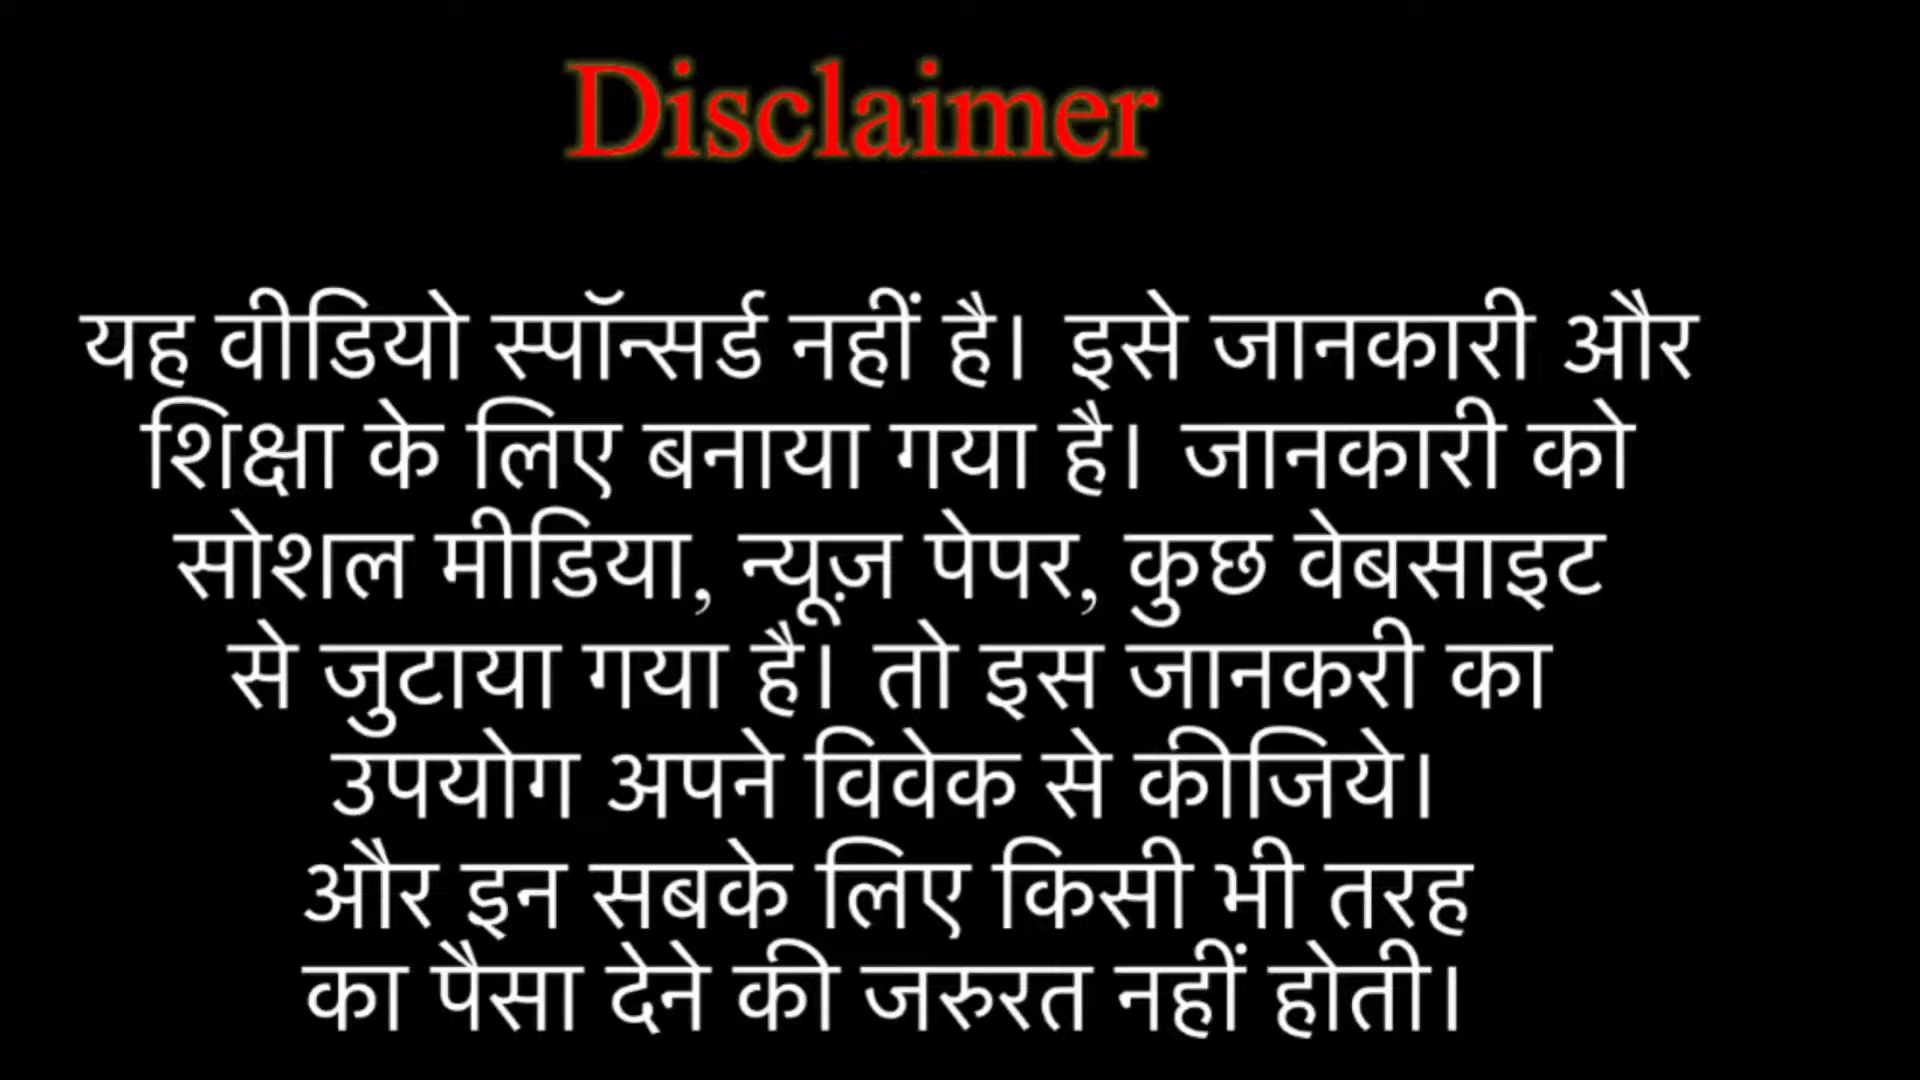 Disclaimer
यह वीडियो स्पॉन्सर्ड नहीं है। इसे जानकारी और
शिक्षा के लिए बनाया गया है। जानकारी को
सोशल मीडिया, न्यूज़ पेपर, कुछ वेबसाइट
से जुटाया गया है। तो इस जानकरी का
उपयोग अपने विवेक से कीजिये।
और इन सबके लिए किसी भी तरह
का पैसा देने की जरुरत नहीं होती।